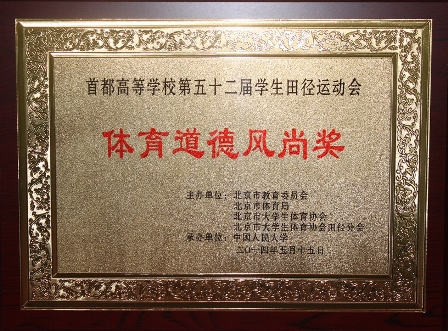 首都高等学校第五十二届学生田径运动会
体育道德风尚奖
主办单位：北京市教育委员会
北京市体育局
北京市大学生体育协会
北京市大学生体育协会田径分会
承办单位：中国人民大学
二〇一四年五月十五日